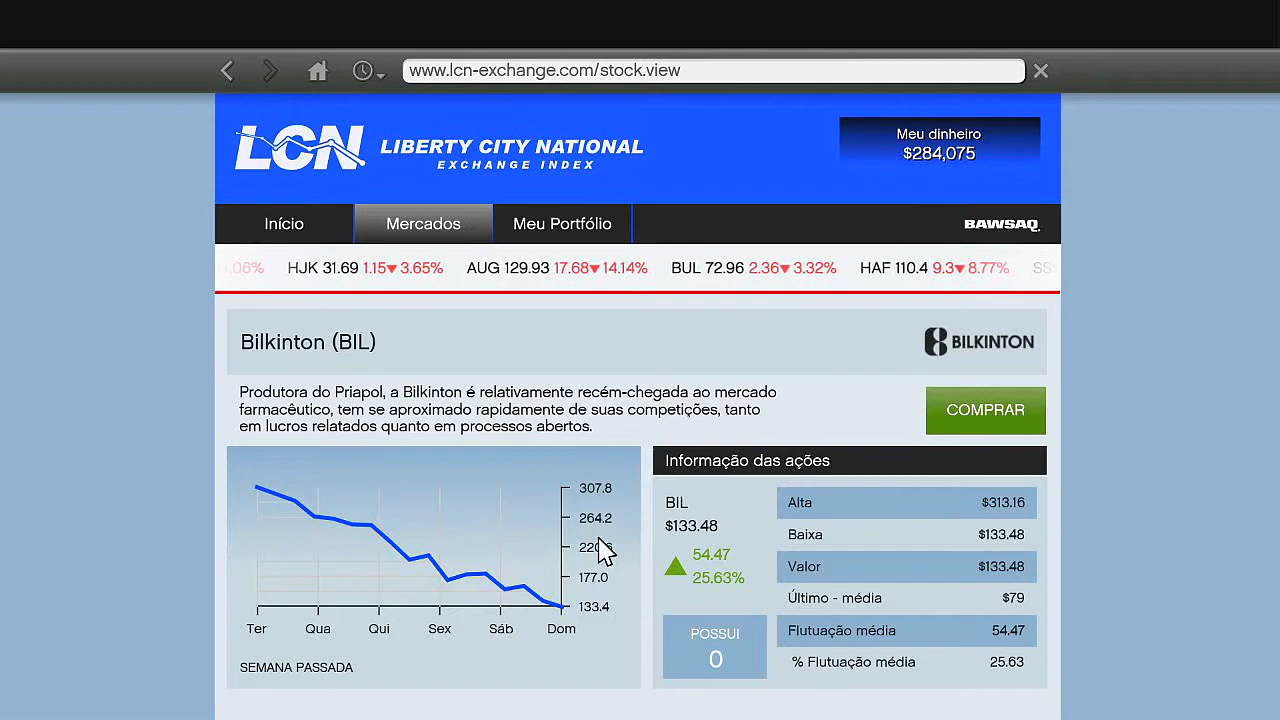 www.lcn-exchange.com/stock.view
LCN LIBERTY CITY NATIONAL
EXCHANGE INDEX
Meu dinheiro
$284,075
Início Mercados Meu Portfólio BAWSAQ
.06% HJK 31.69 1.15▼3.65% AUG 129.93 17.68▼14.14% BUL 72.96 2.36▼3.32% HAF 110.4 9.3▼8.77% SS
Bilkinton (BIL)
BILKINTON
Produtora do Priapol, a Bilkinton é relativamente recém-chegada ao mercado
farmacêutico, tem se aproximado rapidamente de suas competições, tanto
em lucros relatados quanto em processos abertos.
COMPRAR
307.8
264.2
177.0
133.4
Ter Qua Qui Sex Sáb Dom
SEMANA PASSADA
Informação das ações
BIL
$133.48
▲ 54.47
25.63%
POSSUI
0
Alta $313.16
Baixa $133.48
Valor $133.48
Último - média $79
Flutuação média 54.47
% Flutuação média 25.63